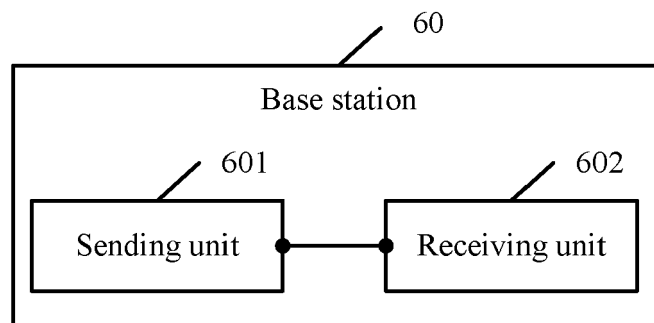 60
Base station
601
602
Sending unit
Receiving unit